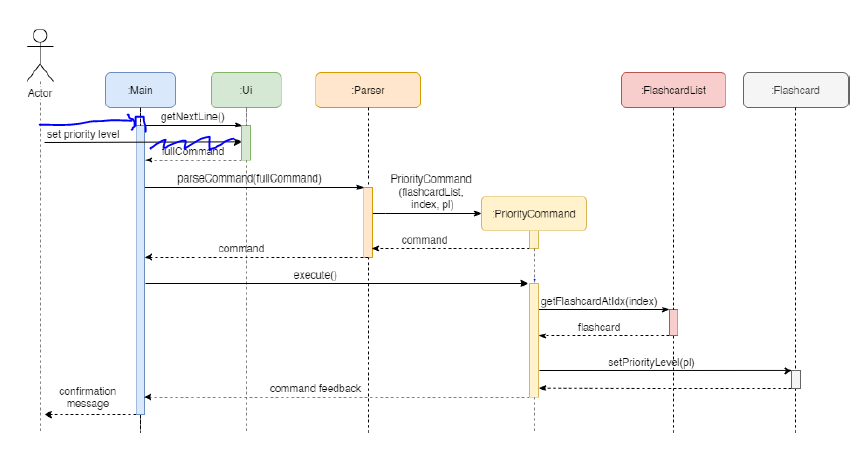 Actor
:Main
:Ui
:Parser
:FlashcardList
:Flashcard
getNextLine()
set priority level
fullCommand
parseCommand(fullCommand)
PriorityCommand
(flashcardList,
index, pl)
:PriorityCommand
command
command
execute()
getFlashcardAtIdx(index)
flashcard
setPriorityLevel(pl)
command feedback
confirmation
message